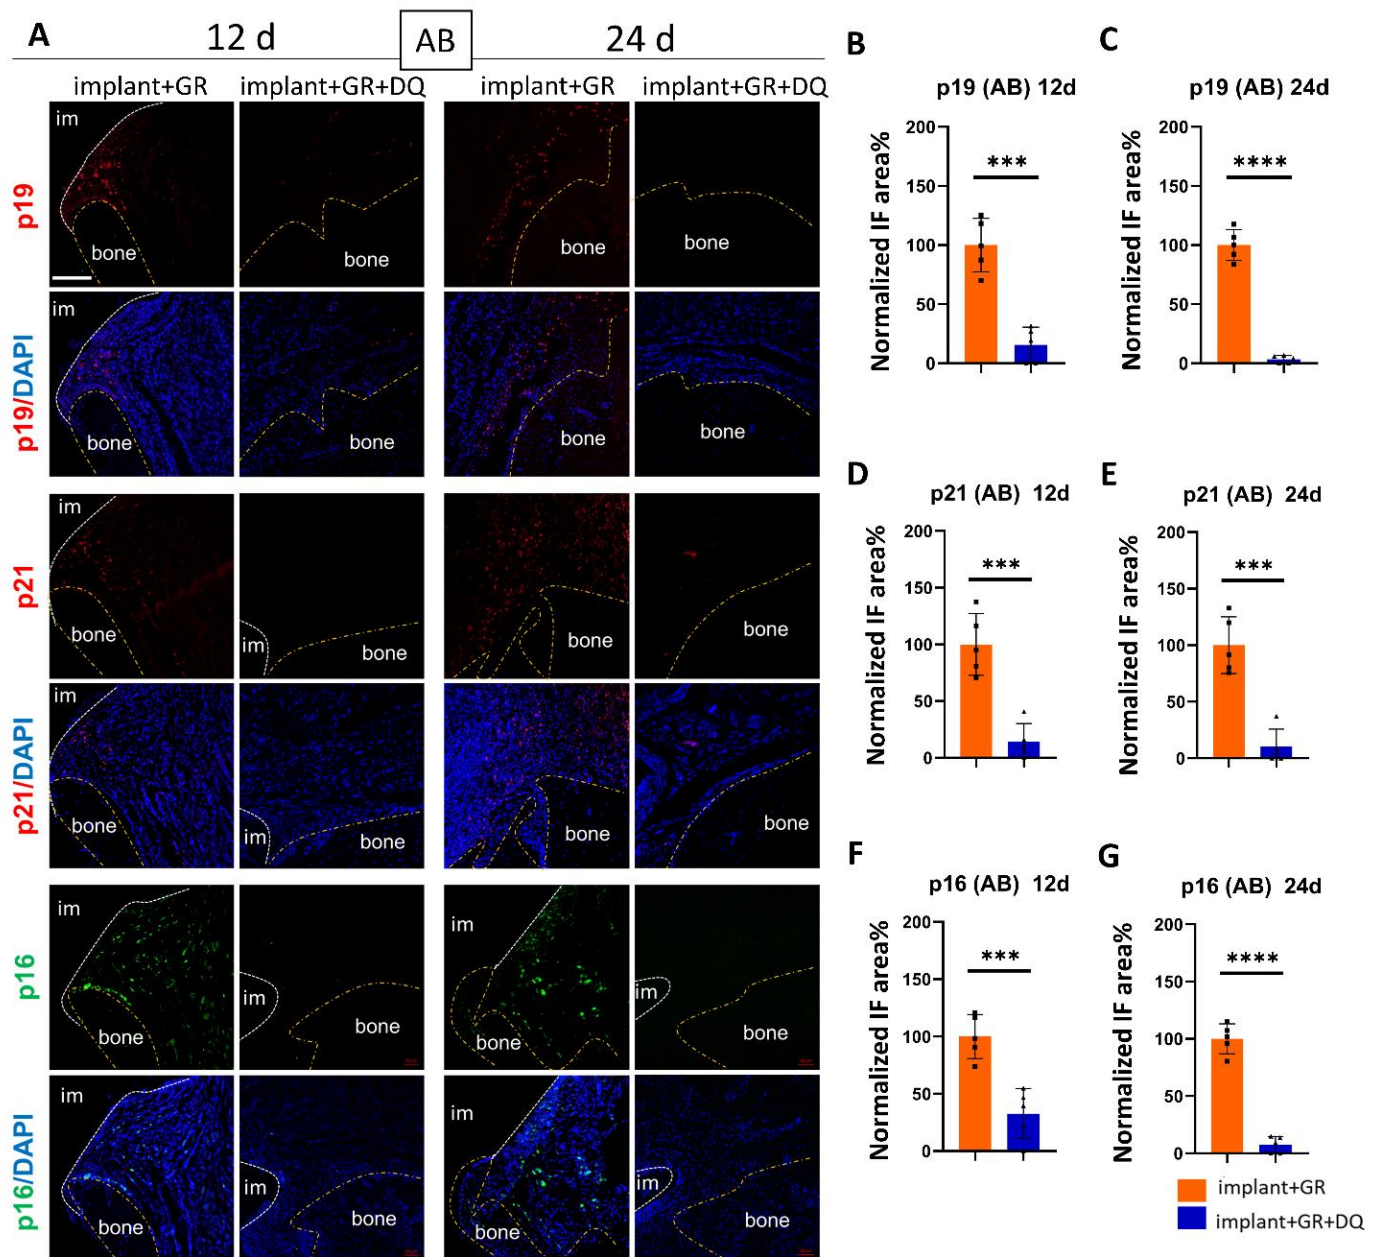 A
12 d
AB
24 d
implant+GR
implant+GR+DQ
implant+GR
implant+GR+DQ
p19
im
bone
bone
bone
bone
p19/DAPI
im
bone
bone
bone
bone
p21
im
bone
im
bone
bone
bone
p21/DAPI
im
bone
im
bone
bone
bone
p16
im
bone
im
bone
im
bone
im
bone
p16/DAPI
im
bone
im
bone
im
bone
im
bone
B
p19 (AB) 12d
Normalized IF area%
200
150
100
50
0
***
C
p19 (AB) 24d
Normalized IF area%
200
150
100
50
0
****
D
p21 (AB) 12d
Normalized IF area%
200
150
100
50
0
***
E
p21 (AB) 24d
Normalized IF area%
200
150
100
50
0
***
F
p16 (AB) 12d
Normalized IF area%
200
150
100
50
0
***
G
p16 (AB) 24d
Normalized IF area%
200
150
100
50
0
****
implant+GR
implant+GR+DQ